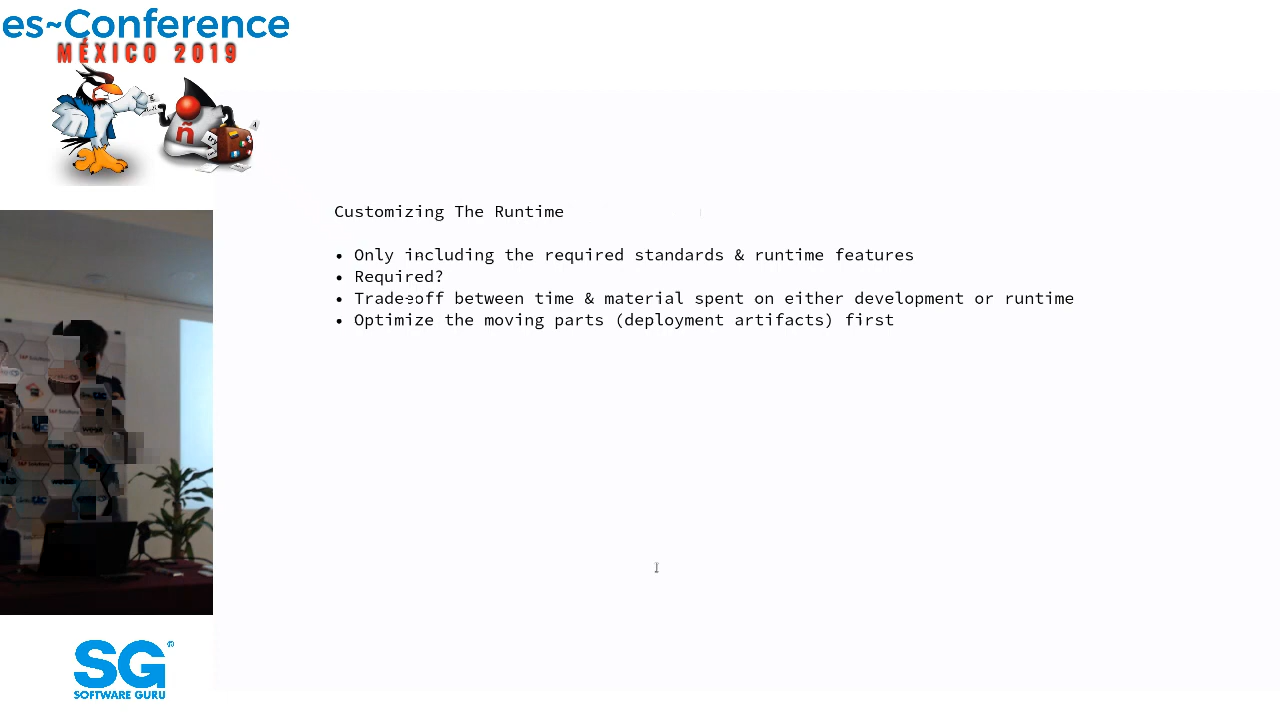 es~Conference
MÉXICO 2019
ñ
Customizing The Runtime
• Only including the required standards & runtime features
• Required?
• Trade-off between time & material spent on either development or runtime
• Optimize the moving parts (deployment artifacts) first
SG®
SOFTWARE GURU